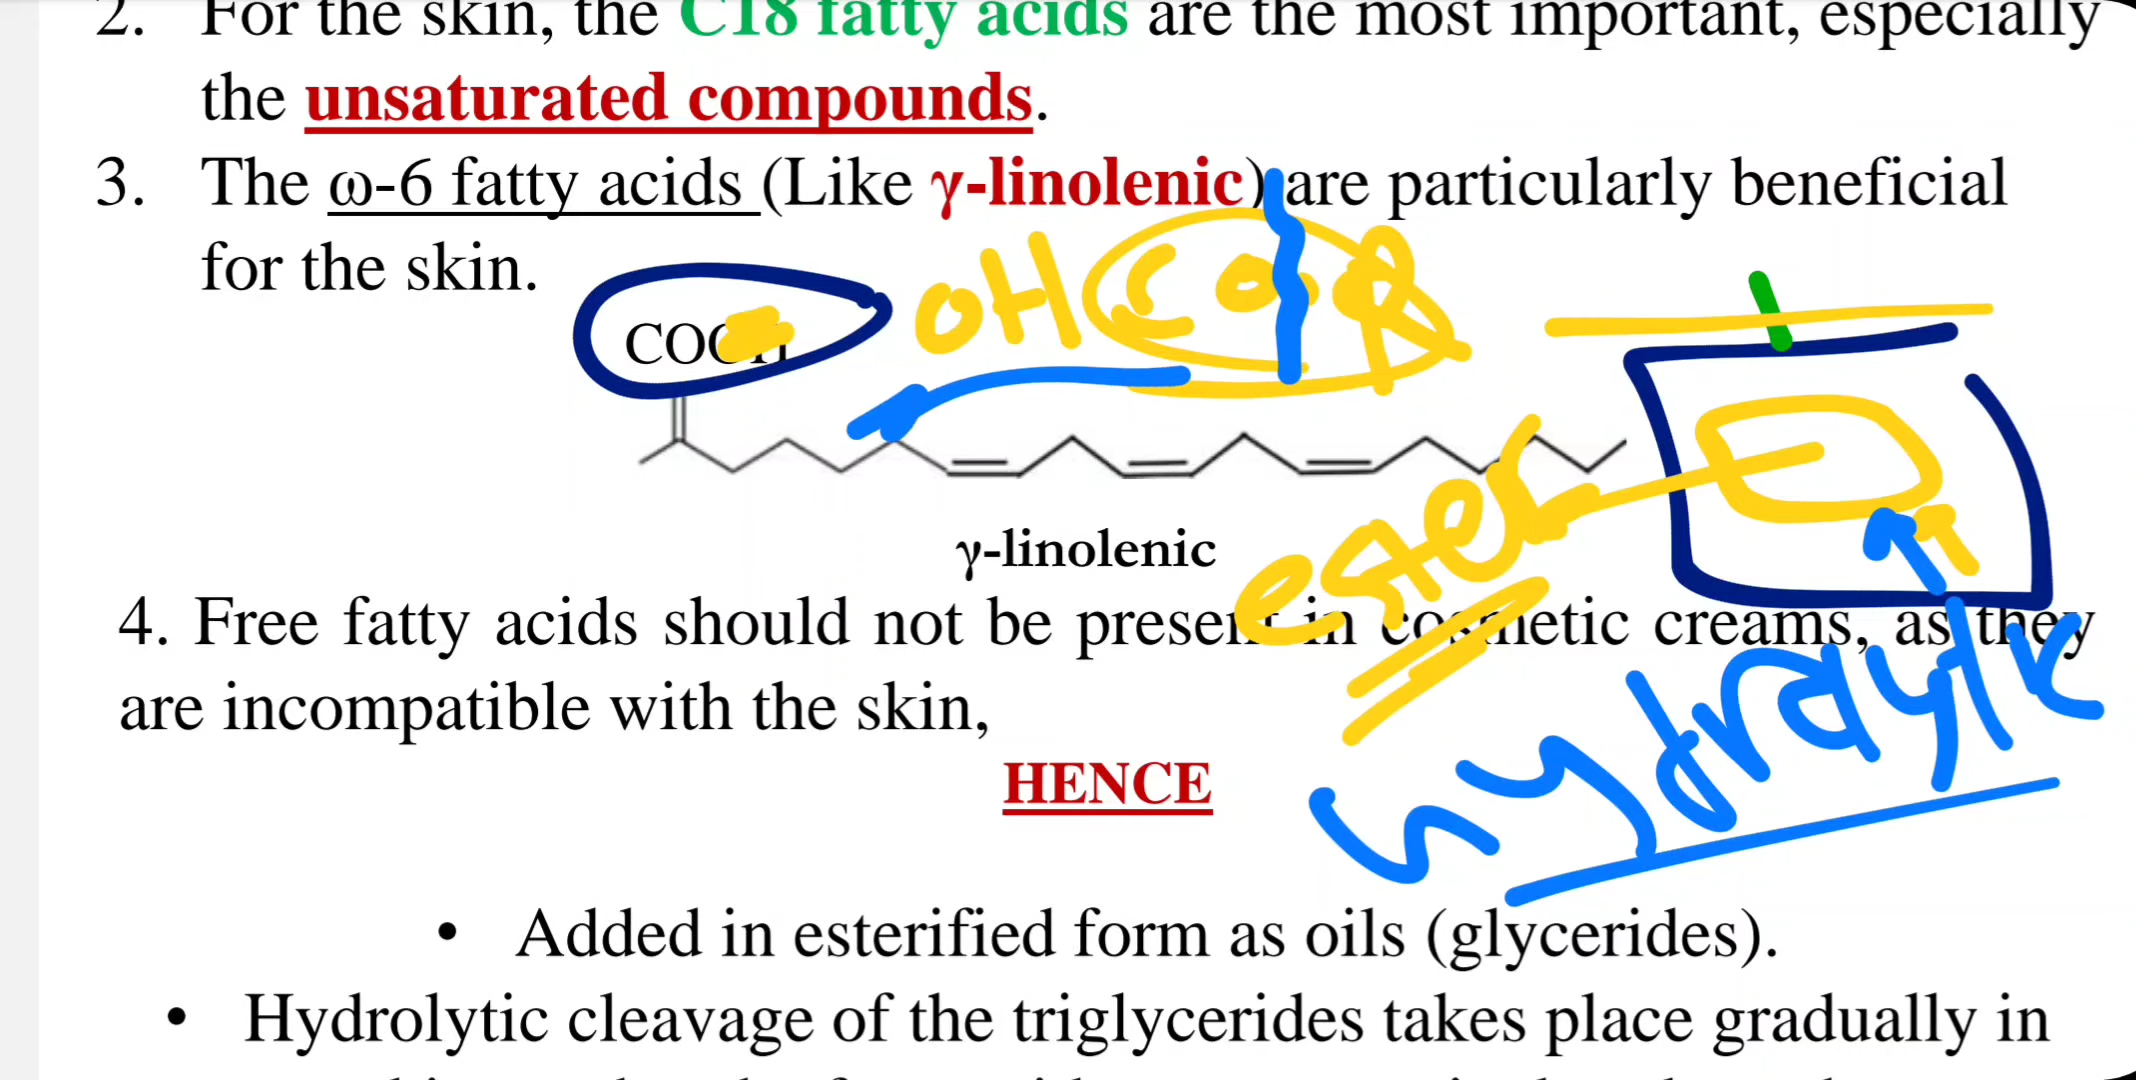 2. For the skin, the C18 fatty acids are the most important, especially
the unsaturated compounds.
3. The ω-6 fatty acids (Like γ-linolenic) are particularly beneficial
for the skin.
OH COOR
COOH
γ-linolenic
ester
4. Free fatty acids should not be present in cosmetic creams, as they
are incompatible with the skin,
HENCE
• Added in esterified form as oils (glycerides).
• Hydrolytic cleavage of the triglycerides takes place gradually in